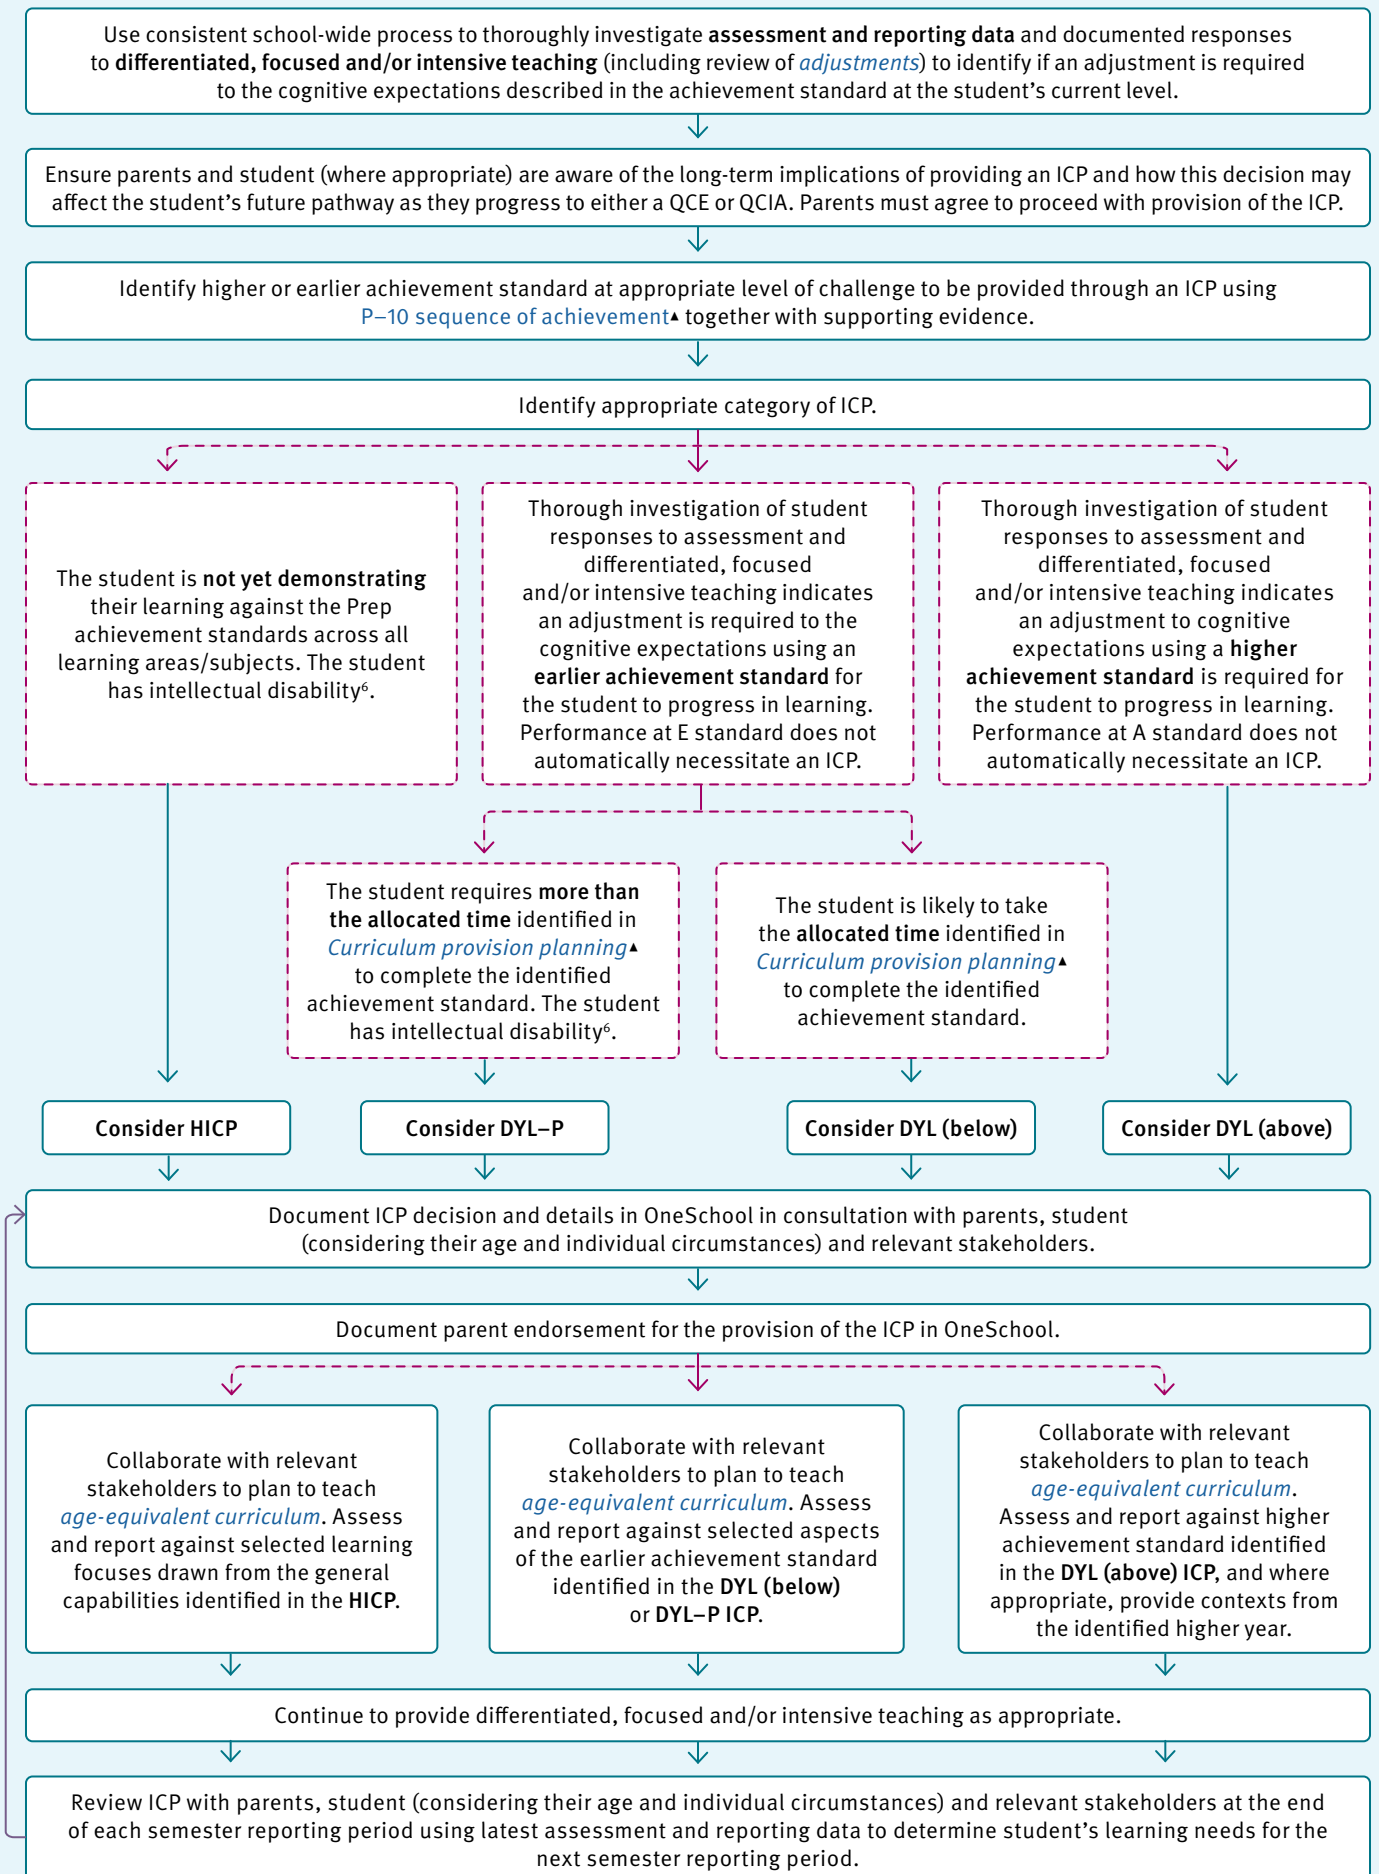 Use consistent school-wide process to thoroughly investigate assessment and reporting data and documented responses
to differentiated, focused and/or intensive teaching (including review of adjustments) to identify if an adjustment is required
to the cognitive expectations described in the achievement standard at the student's current level.
Ensure parents and student (where appropriate) are aware of the long-term implications of providing an ICP and how this decision may
affect the student's future pathway as they progress to either a QCE or QCIA. Parents must agree to proceed with provision of the ICP.
Identify higher or earlier achievement standard at appropriate level of challenge to be provided through an ICP using
P–10 sequence of achievement▲ together with supporting evidence.
Identify appropriate category of ICP.
The student is not yet demonstrating
their learning against the Prep
achievement standards across all
learning areas/subjects. The student
has intellectual disability⁶.
Thorough investigation of student
responses to assessment and
differentiated, focused
and/or intensive teaching indicates
an adjustment is required to the
cognitive expectations using an
earlier achievement standard for
the student to progress in learning.
Performance at E standard does not
automatically necessitate an ICP.
Thorough investigation of student
responses to assessment and
differentiated, focused
and/or intensive teaching indicates
an adjustment to cognitive
expectations using a higher
achievement standard is required for
the student to progress in learning.
Performance at A standard does not
automatically necessitate an ICP.
The student requires more than
the allocated time identified in
Curriculum provision planning▲
to complete the identified
achievement standard. The student
has intellectual disability⁶.
The student is likely to take
the allocated time identified in
Curriculum provision planning▲
to complete the identified
achievement standard.
Consider HICP
Consider DYL–P
Consider DYL (below)
Consider DYL (above)
Document ICP decision and details in OneSchool in consultation with parents, student
(considering their age and individual circumstances) and relevant stakeholders.
Document parent endorsement for the provision of the ICP in OneSchool.
Collaborate with relevant
stakeholders to plan to teach
age-equivalent curriculum. Assess
and report against selected learning
focuses drawn from the general
capabilities identified in the HICP.
Collaborate with relevant
stakeholders to plan to teach
age-equivalent curriculum. Assess
and report against selected aspects
of the earlier achievement standard
identified in the DYL (below)
or DYL–P ICP.
Collaborate with relevant
stakeholders to plan to teach
age-equivalent curriculum.
Assess and report against higher
achievement standard identified
in the DYL (above) ICP, and where
appropriate, provide contexts from
the identified higher year.
Continue to provide differentiated, focused and/or intensive teaching as appropriate.
Review ICP with parents, student (considering their age and individual circumstances) and relevant stakeholders at the end
of each semester reporting period using latest assessment and reporting data to determine student's learning needs for the
next semester reporting period.